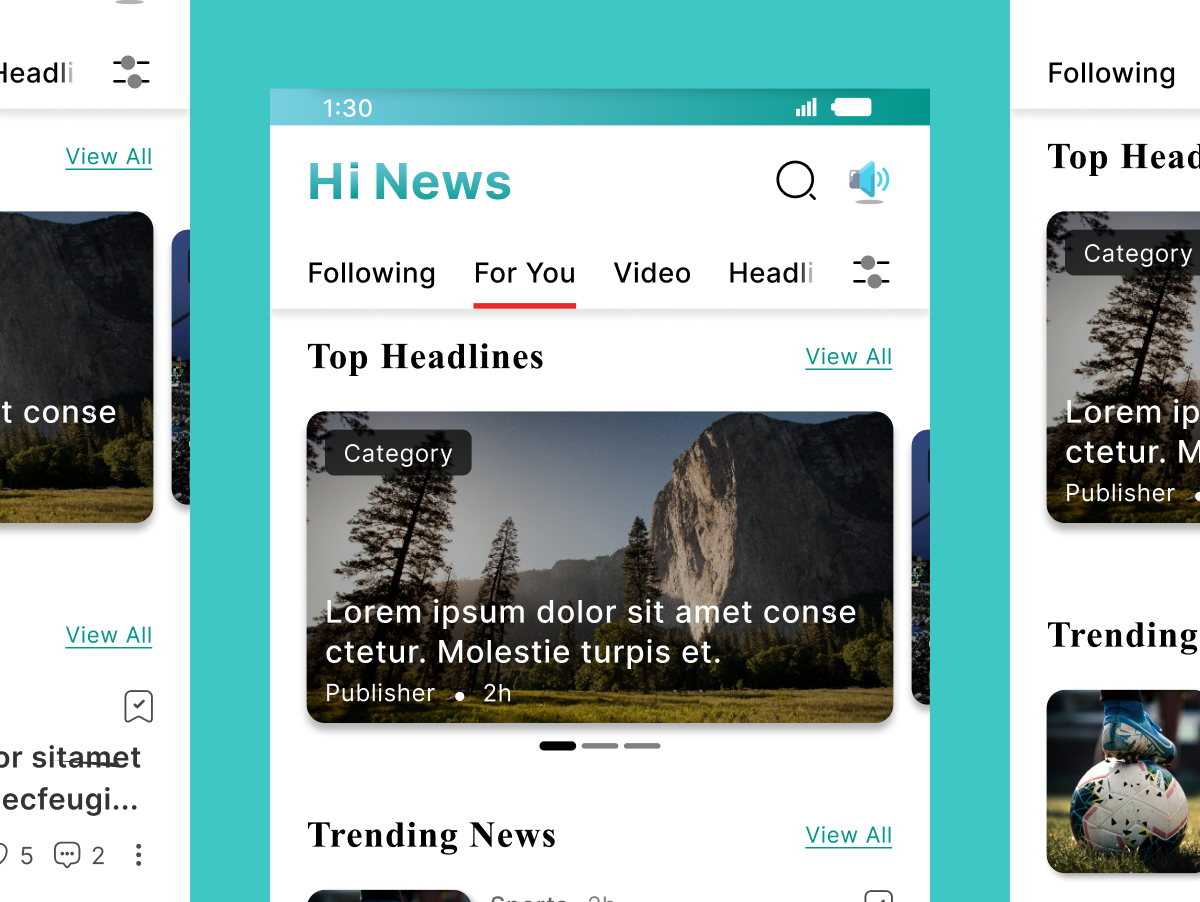 Headli
View All
t conse
View All
or sitamet
ecfeugi...
5 2
1:30
Hi News
Following For You Video Headli
Top Headlines View All
Category
Lorem ipsum dolor sit amet conse
ctetur. Molestie turpis et.
Publisher • 2h
Trending News View All
Sports 2h
Following
Top Head
Category
Lorem ip
ctetur. M
Publisher •
Trending